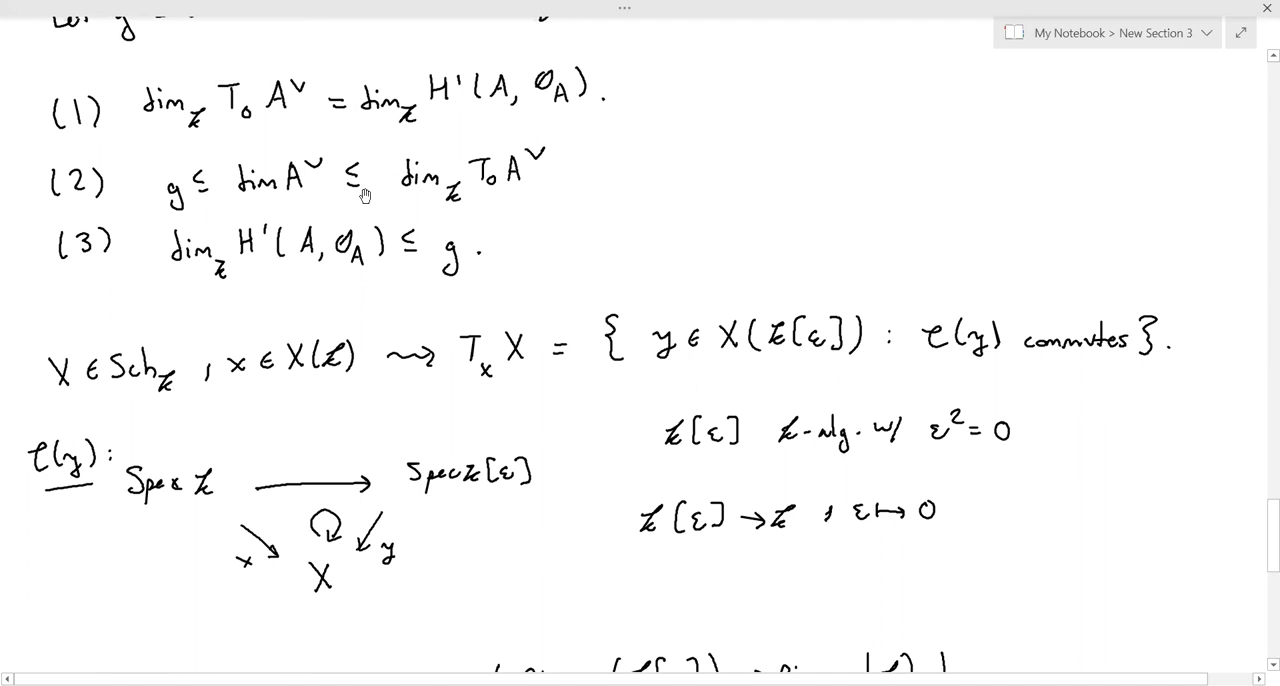 My Notebook > New Section 3
(1) dim_k T_0 A^∨ = dim_k H^1(A, O_A).
(2) g ≤ dim A^∨ ≤ dim_k T_0 A^∨
(3) dim_k H^1(A, O_A) ≤ g.
X ∈ Sch_k, x ∈ X(k) ⇝ T_x X = { y ∈ X(k[ε]) : τ(y) commutes }.
k[ε] k-alg. w/ ε^2 = 0
τ(y): Spec k → Spec k[ε]
k[ε] → k, ε ↦ 0
x y
X